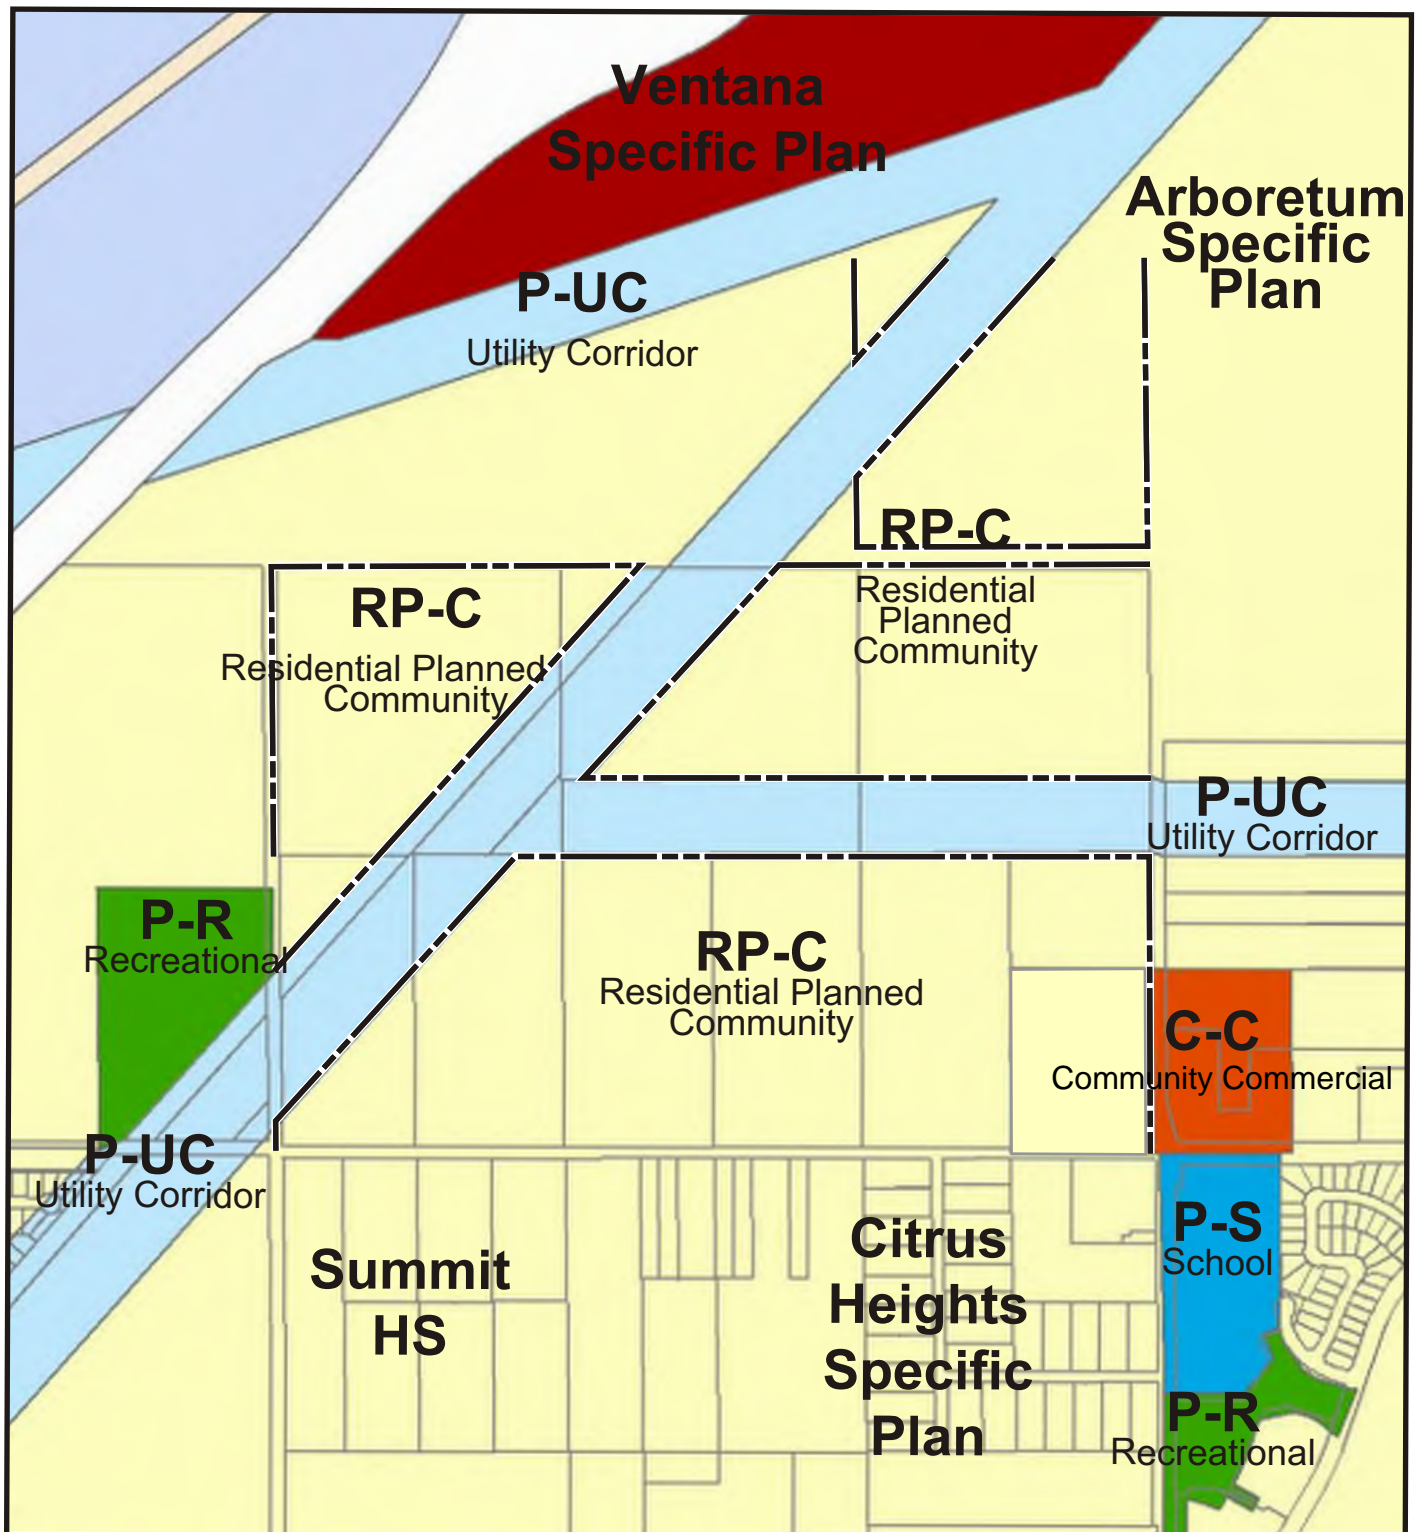 Ventana
Specific Plan
Arboretum
Specific
Plan
P-UC
Utility Corridor
RP-C
Residential
Planned
Community
RP-C
Residential Planned
Community
P-UC
Utility Corridor
P-R
Recreational
RP-C
Residential Planned
Community
C-C
Community Commercial
P-UC
Utility Corridor
P-S
School
Summit
HS
Citrus
Heights
Specific
Plan
P-R
Recreational